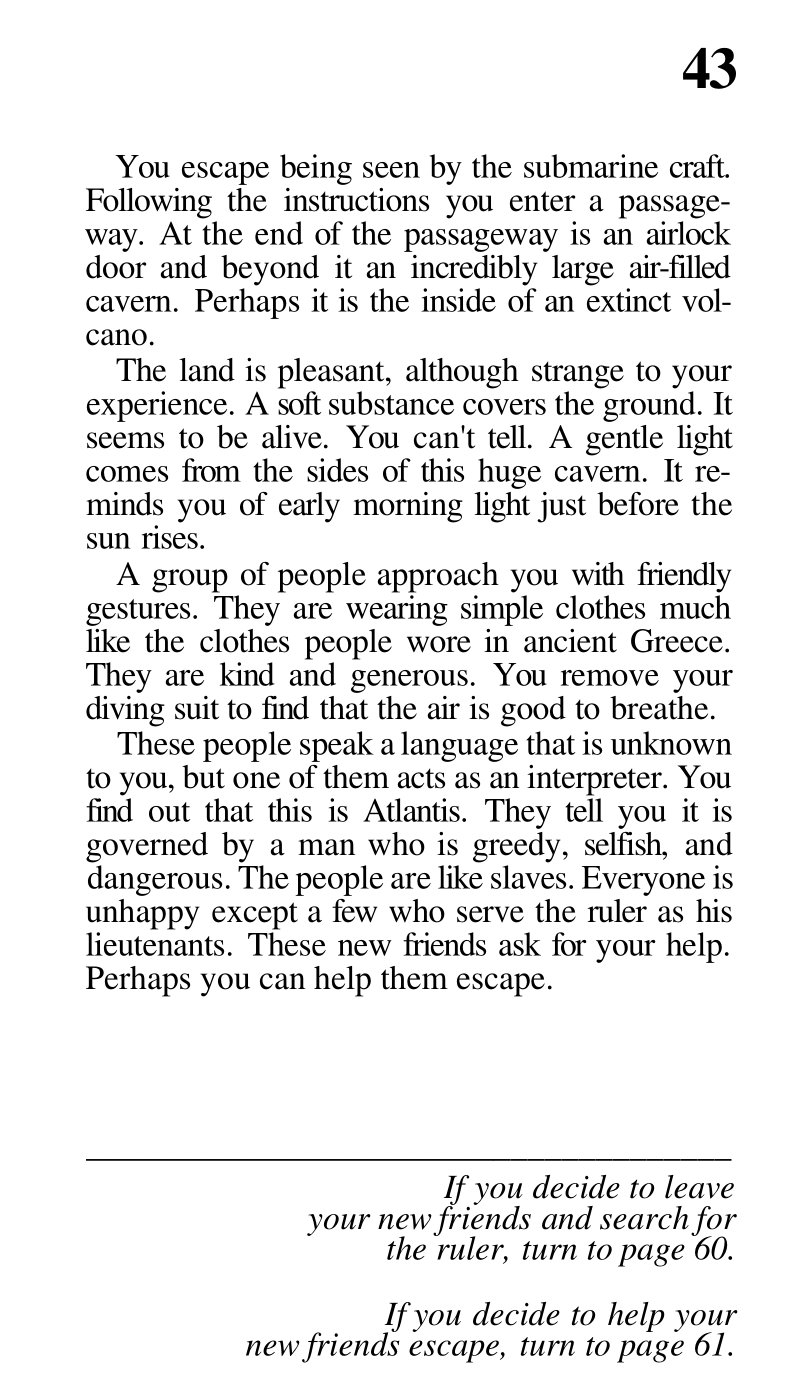 43
You escape being seen by the submarine craft.
Following the instructions you enter a passage-
way. At the end of the passageway is an airlock
door and beyond it an incredibly large air-filled
cavern. Perhaps it is the inside of an extinct vol-
cano.
The land is pleasant, although strange to your
experience. A soft substance covers the ground. It
seems to be alive. You can't tell. A gentle light
comes from the sides of this huge cavern. It re-
minds you of early morning light just before the
sun rises.
A group of people approach you with friendly
gestures. They are wearing simple clothes much
like the clothes people wore in ancient Greece.
They are kind and generous. You remove your
diving suit to find that the air is good to breathe.
These people speak a language that is unknown
to you, but one of them acts as an interpreter. You
find out that this is Atlantis. They tell you it is
governed by a man who is greedy, selfish, and
dangerous. The people are like slaves. Everyone is
unhappy except a few who serve the ruler as his
lieutenants. These new friends ask for your help.
Perhaps you can help them escape.
If you decide to leave
your new friends and search for
the ruler, turn to page 60.
If you decide to help your
new friends escape, turn to page 61.